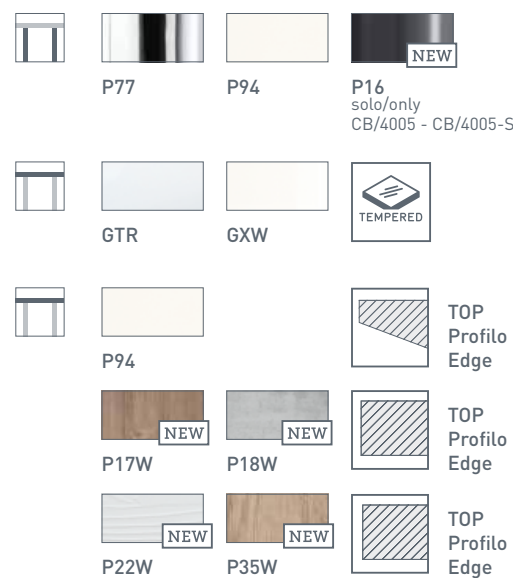 NEW
P77
P94
P16
solo/only
CB/4005 - CB/4005-S
TEMPERED
GTR
GXW
P94
TOP
Profilo
Edge
NEW
NEW
P17W
P18W
TOP
Profilo
Edge
NEW
NEW
P22W
P35W
TOP
Profilo
Edge